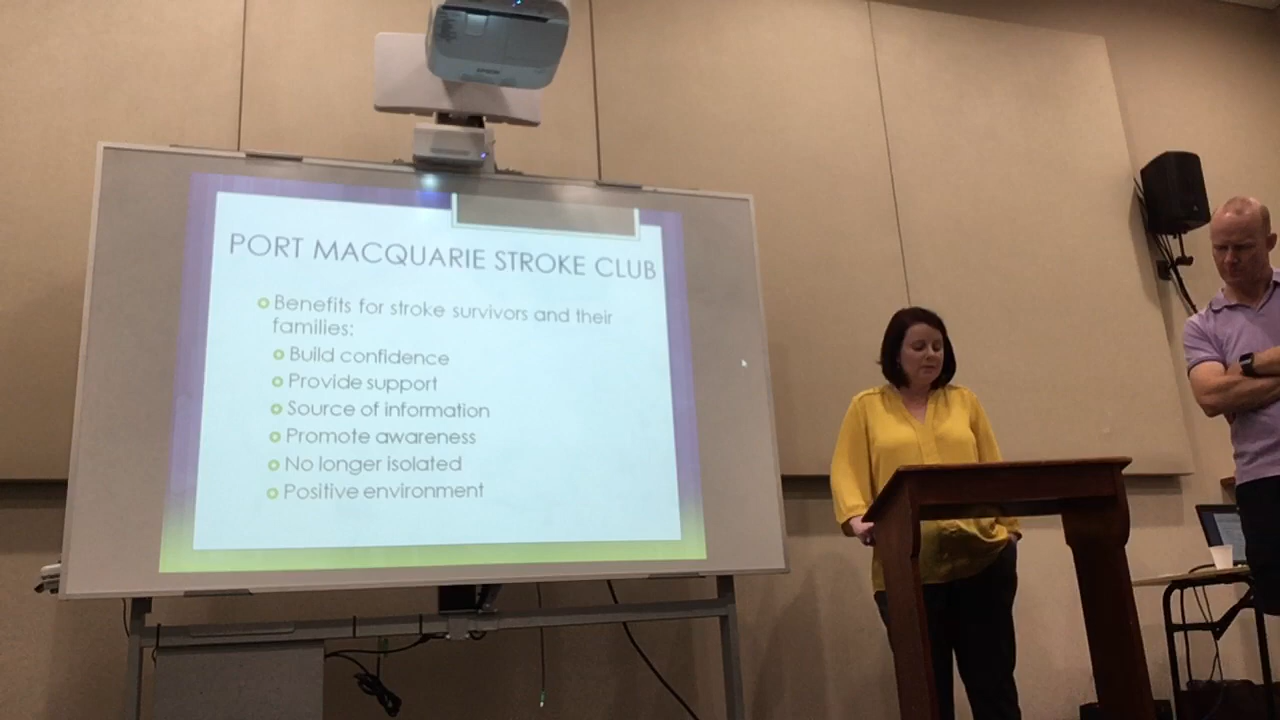 EPSON
PORT MACQUARIE STROKE CLUB
Benefits for stroke survivors and their
families:
Build confidence
Provide support
Source of information
Promote awareness
No longer isolated
Positive environment